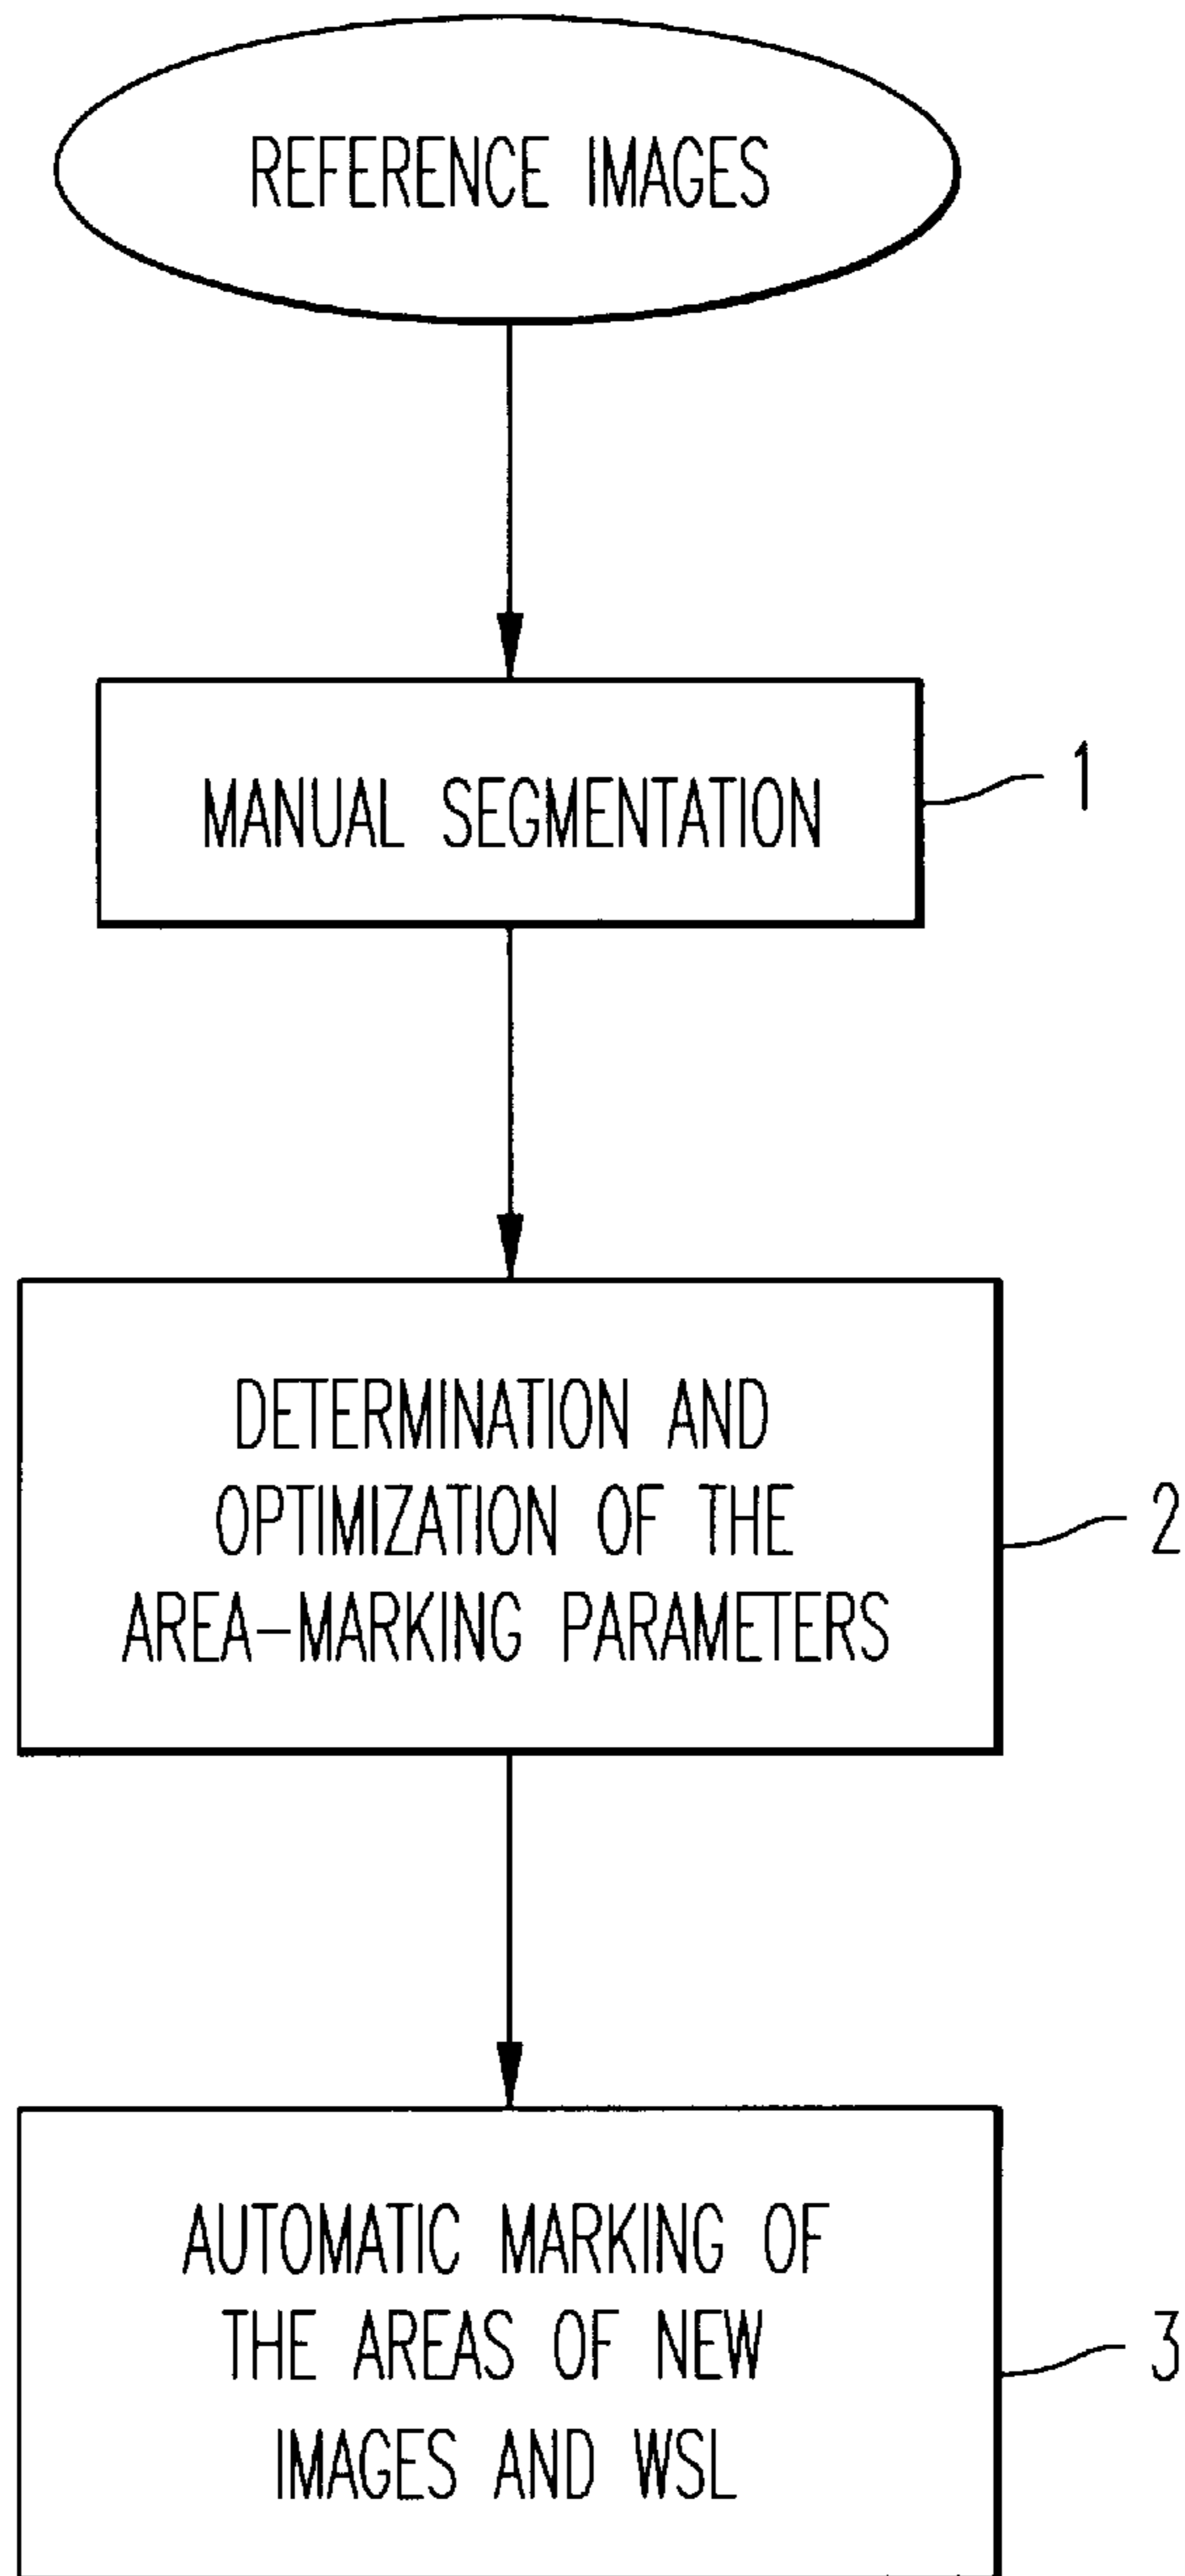 REFERENCE IMAGES
MANUAL SEGMENTATION
1
DETERMINATION AND
OPTIMIZATION OF THE
AREA-MARKING PARAMETERS
2
AUTOMATIC MARKING OF
THE AREAS OF NEW
IMAGES AND WSL
3